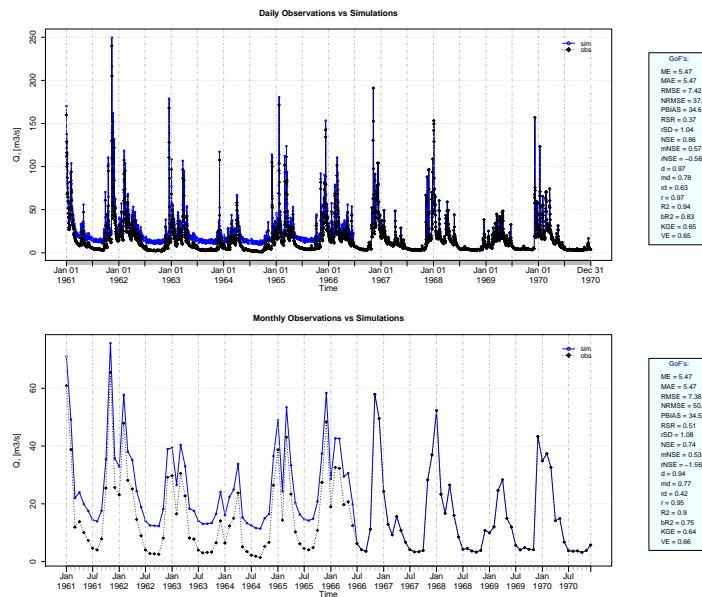 Daily Observations vs Simulations
250
200
150
100
50
0
Q, [m3/s]
sim
obs
Jan 01 Jan 01 Jan 01 Jan 01 Jan 01 Jan 01 Jan 01 Jan 01 Jan 01 Jan 01 Dec 31
1961 1962 1963 1964 1965 1966 1967 1968 1969 1970 1970
Time
GoF's:
ME = 5.47
MAE = 5.47
RMSE = 7.42
NRMSE = 37.
PBIAS = 34.6
RSR = 0.37
rSD = 1.04
NSE = 0.86
mNSE = 0.57
rNSE = −0.56
d = 0.97
md = 0.78
rd = 0.63
r = 0.97
R2 = 0.94
bR2 = 0.83
KGE = 0.65
VE = 0.65
Monthly Observations vs Simulations
60
40
20
0
Q, [m3/s]
sim
obs
Jan Jul Jan Jul Jan Jul Jan Jul Jan Jul Jan Jul Jan Jul Jan Jul Jan Jul Jan Jul
1961 1961 1962 1962 1963 1963 1964 1964 1965 1965 1966 1966 1967 1967 1968 1968 1969 1969 1970 1970
Time
GoF's:
ME = 5.47
MAE = 5.47
RMSE = 7.38
NRMSE = 50.
PBIAS = 34.5
RSR = 0.51
rSD = 1.08
NSE = 0.74
mNSE = 0.53
rNSE = −1.56
d = 0.94
md = 0.77
rd = 0.42
r = 0.95
R2 = 0.9
bR2 = 0.75
KGE = 0.64
VE = 0.66